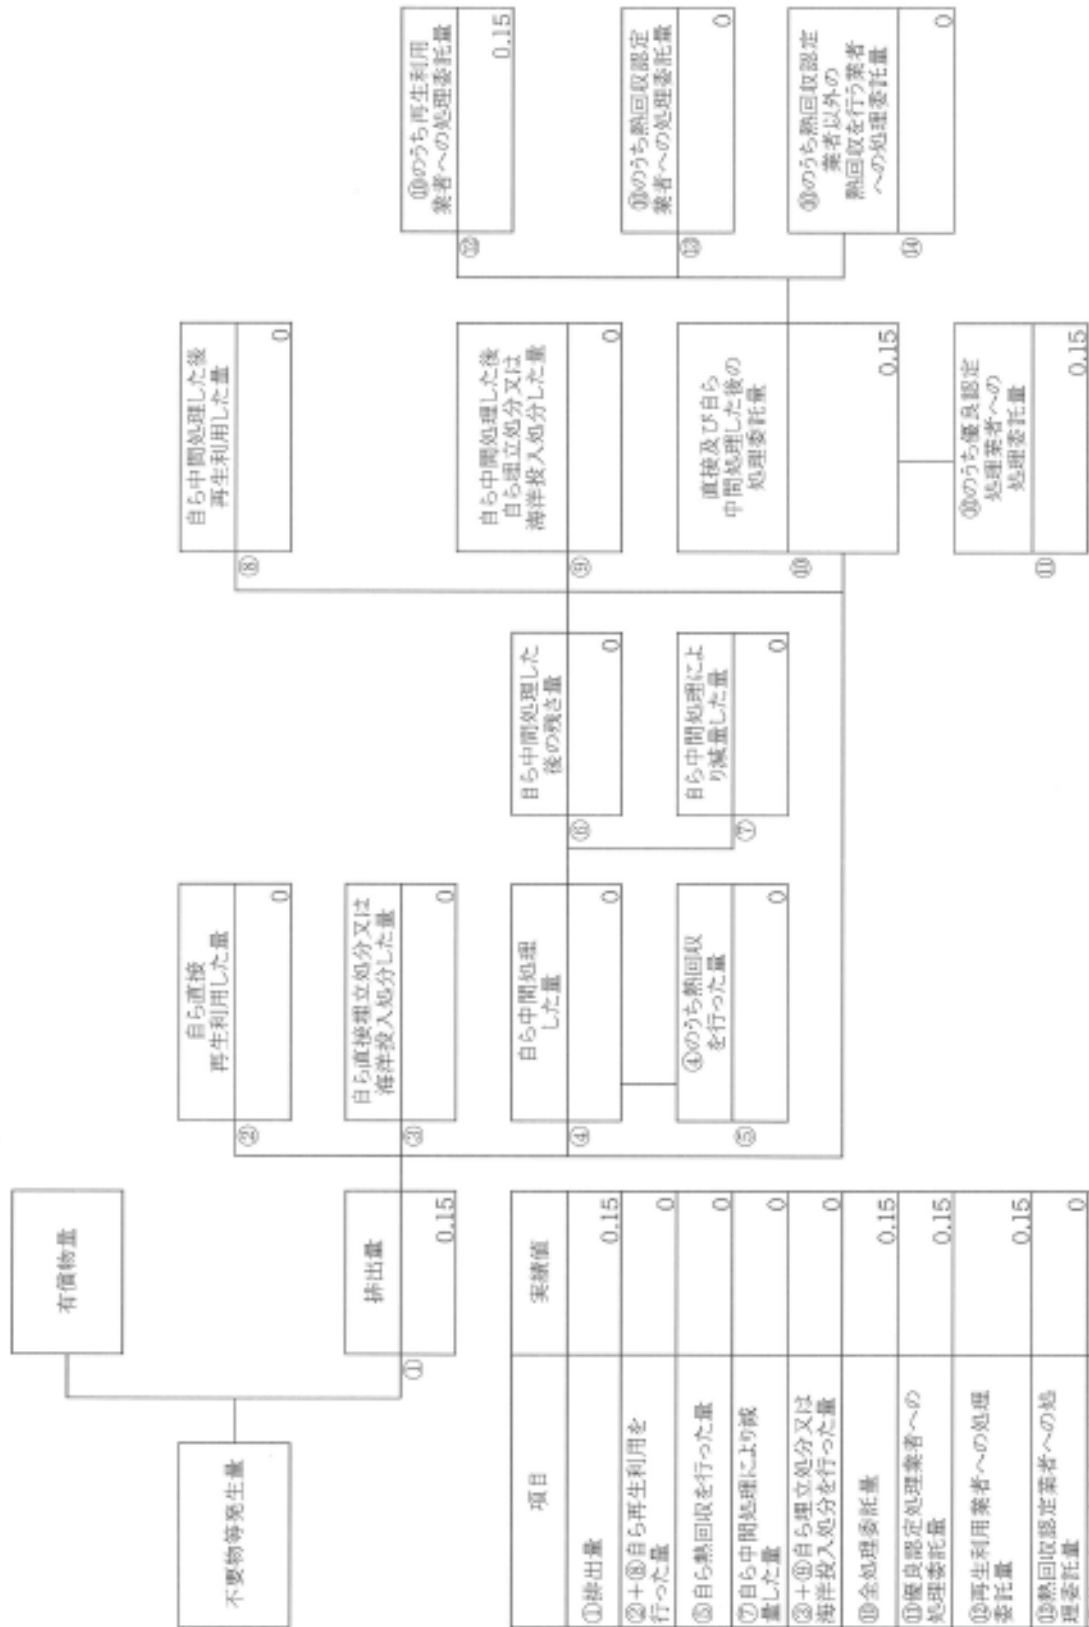 有償物量
不要物等発生量
①
排出量
0.15
②
自ら直接
再生利用した量
0
③
自ら直接埋立処分又は
海洋投入処分した量
0
④
自ら中間処理
した量
0
⑤
④のうち熱回収
を行った量
0
⑥
自ら中間処理した
後の残さ量
0
⑦
自ら中間処理によ
り減量した量
0
⑧
自ら中間処理した後
再生利用した量
0
⑨
自ら中間処理した後
自ら埋立処分又は
海洋投入処分した量
0
⑩
直接及び自ら
中間処理した後の
処理委託量
0.15
⑪
⑩のうち優良認定
処理業者への
処理委託量
0.15
⑫
⑩のうち再生利用
業者への処理委託量
0.15
⑬
⑩のうち熱回収認定
業者への処理委託量
0
⑭
⑩のうち熱回収認定
業者以外の
熱回収を行う業者
への処理委託量
0
項目 実績値
①排出量 0.15
②+⑧自ら再生利用を
行った量 0
⑤自ら熱回収を行った量 0
⑦自ら中間処理により減
量した量 0
③+⑨自ら埋立処分又は
海洋投入処分を行った量 0
⑩全処理委託量 0.15
⑪優良認定処理業者への
処理委託量 0.15
⑫再生利用業者への処理
委託量 0.15
⑬熱回収認定業者への処
理委託量 0